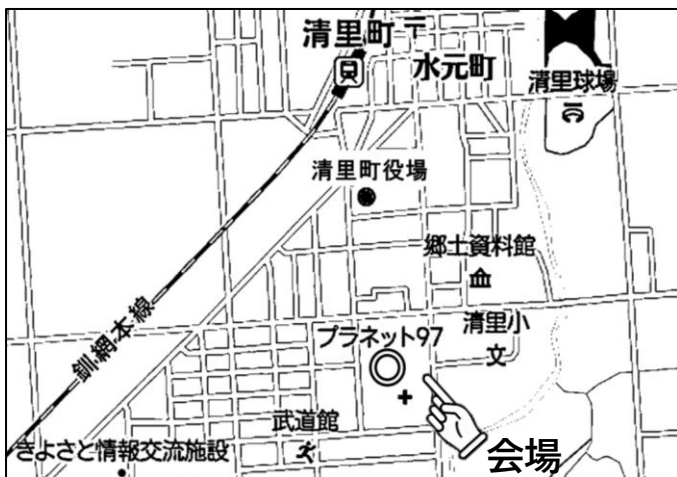 清里町
〒
水元町
清里球場
清里町役場
郷土資料館
釧網本線
プラネット97
清里小
文
武道館
きよさと情報交流施設
会場